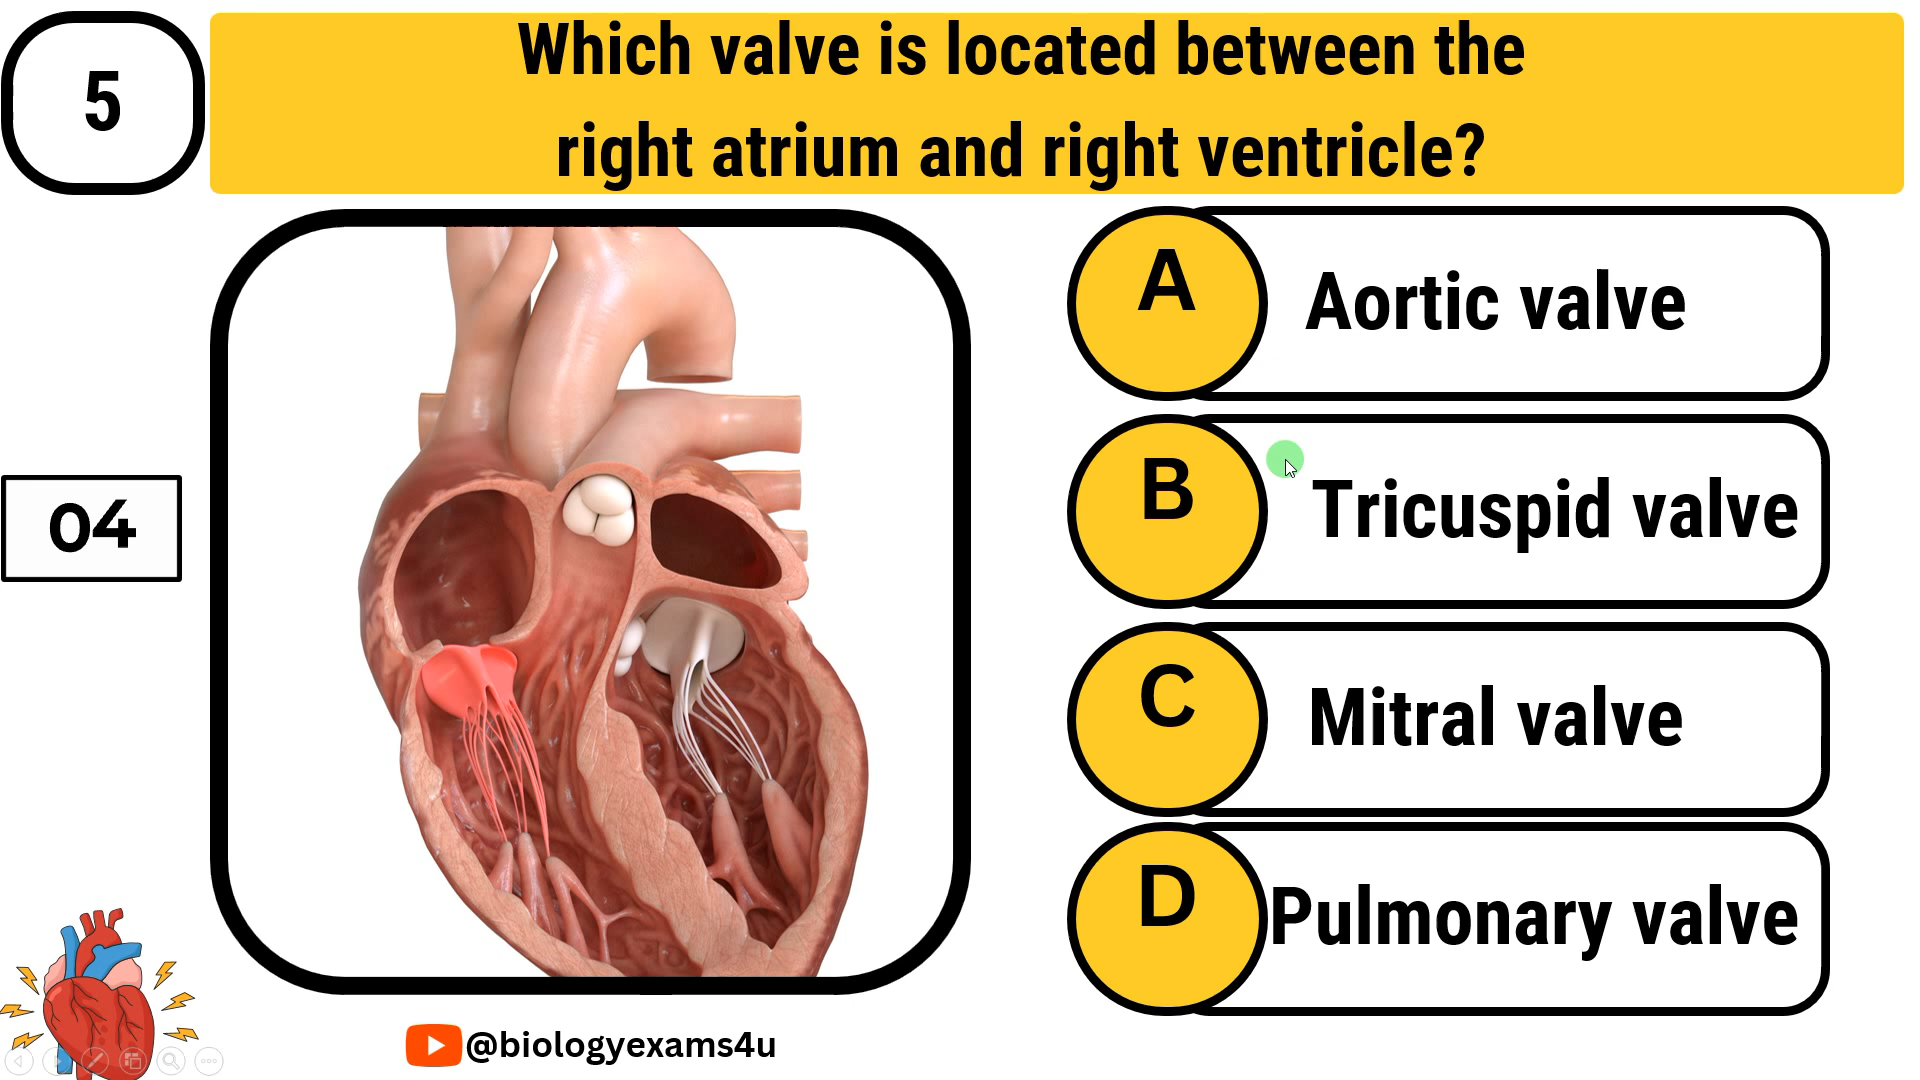 5
Which valve is located between the
right atrium and right ventricle?
A
Aortic valve
B
Tricuspid valve
04
C
Mitral valve
D
Pulmonary valve
@biologyexams4u